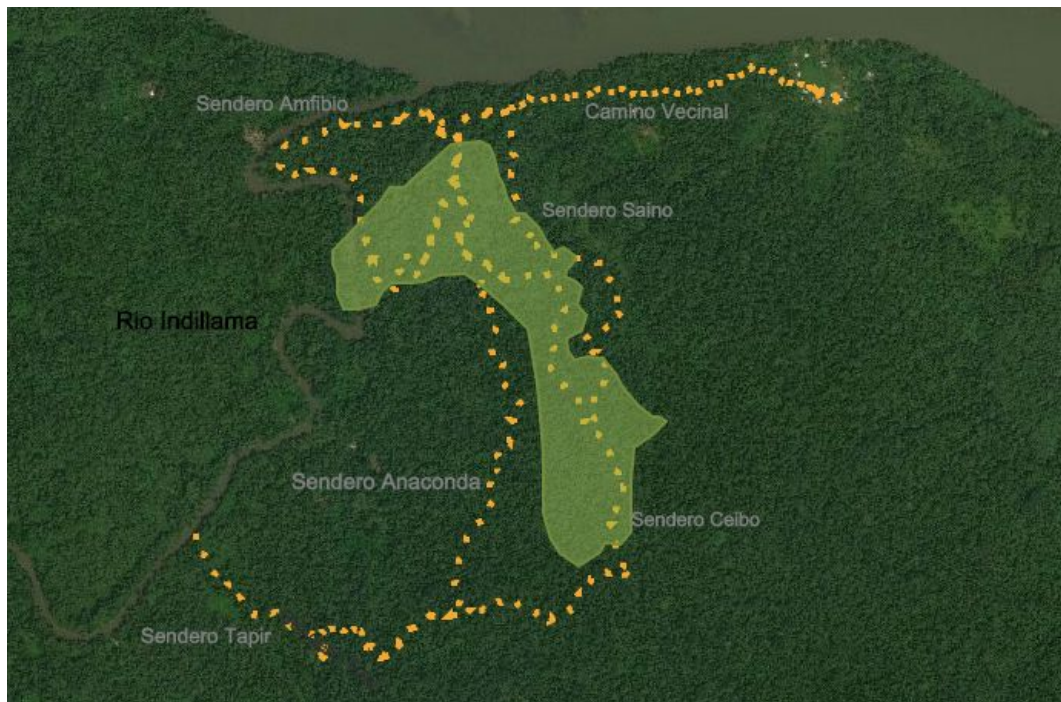 Sendero Amfibio
Camino Vecinal
Sendero Saino
Rio Indillama
Sendero Anaconda
Sendero Ceibo
Sendero Tapir